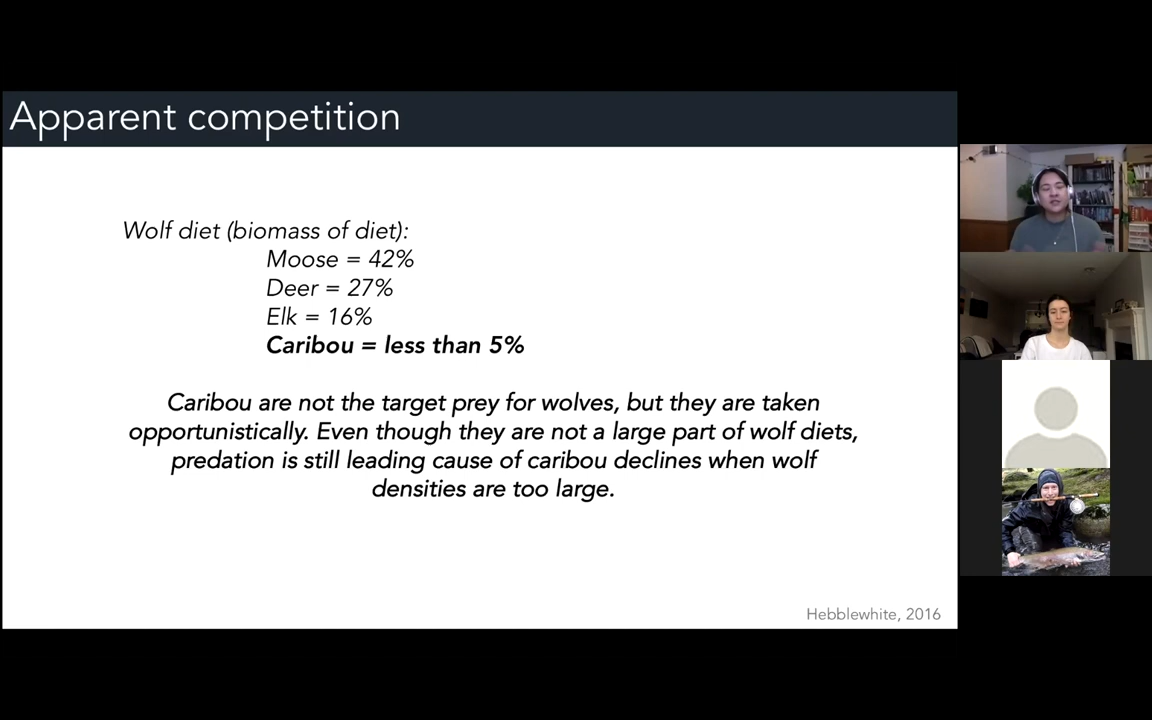 Apparent competition
Wolf diet (biomass of diet):
Moose = 42%
Deer = 27%
Elk = 16%
Caribou = less than 5%
Caribou are not the target prey for wolves, but they are taken
opportunistically. Even though they are not a large part of wolf diets,
predation is still leading cause of caribou declines when wolf
densities are too large.
Hebblewhite, 2016